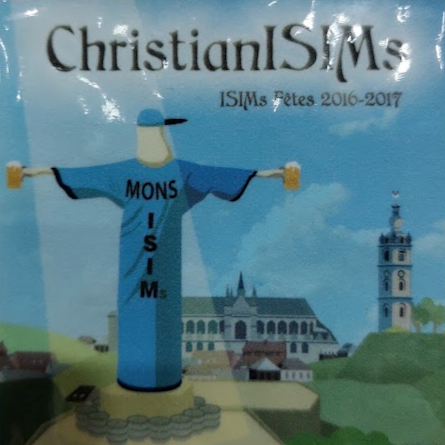 ChristianISIMs
ISIMs Fêtes 2016-2017
MONS
ISIMs